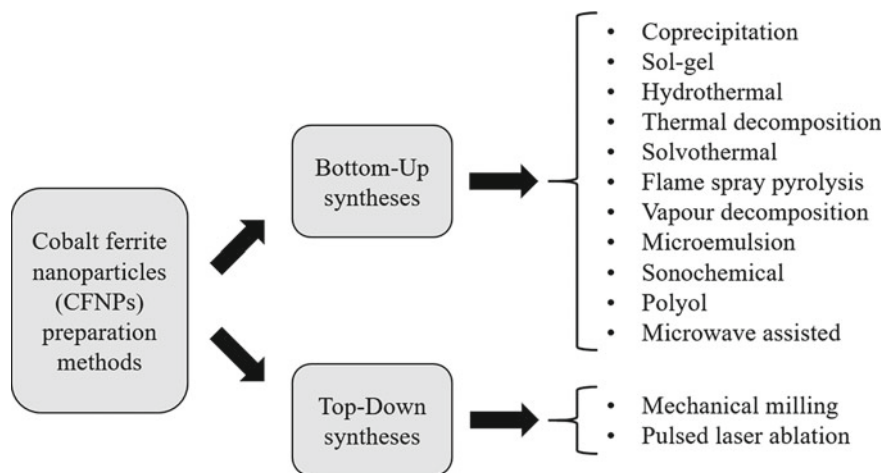 Cobalt ferrite
nanoparticles
(CFNPs)
preparation
methods
Bottom-Up
syntheses
• Coprecipitation
• Sol-gel
• Hydrothermal
• Thermal decomposition
• Solvothermal
• Flame spray pyrolysis
• Vapour decomposition
• Microemulsion
• Sonochemical
• Polyol
• Microwave assisted
Top-Down
syntheses
• Mechanical milling
• Pulsed laser ablation